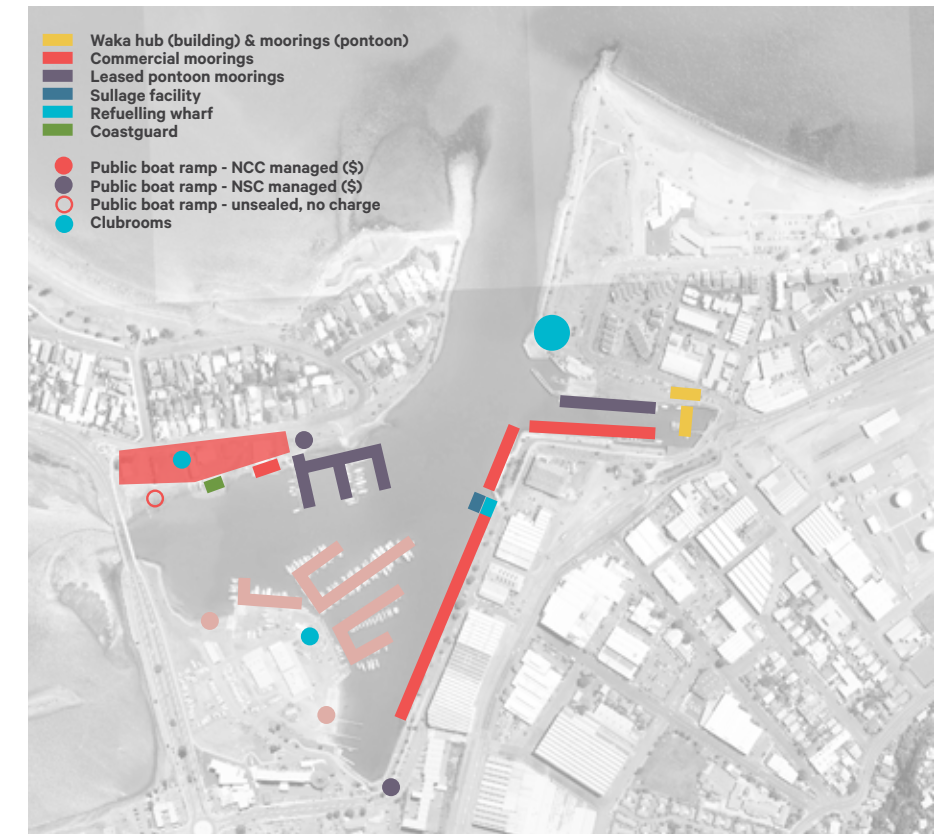 Waka hub (building) & moorings (pontoon)
Commercial moorings
Leased pontoon moorings
Sullage facility
Refuelling wharf
Coastguard
Public boat ramp - NCC managed ($)
Public boat ramp - NSC managed ($)
Public boat ramp - unsealed, no charge
Clubrooms